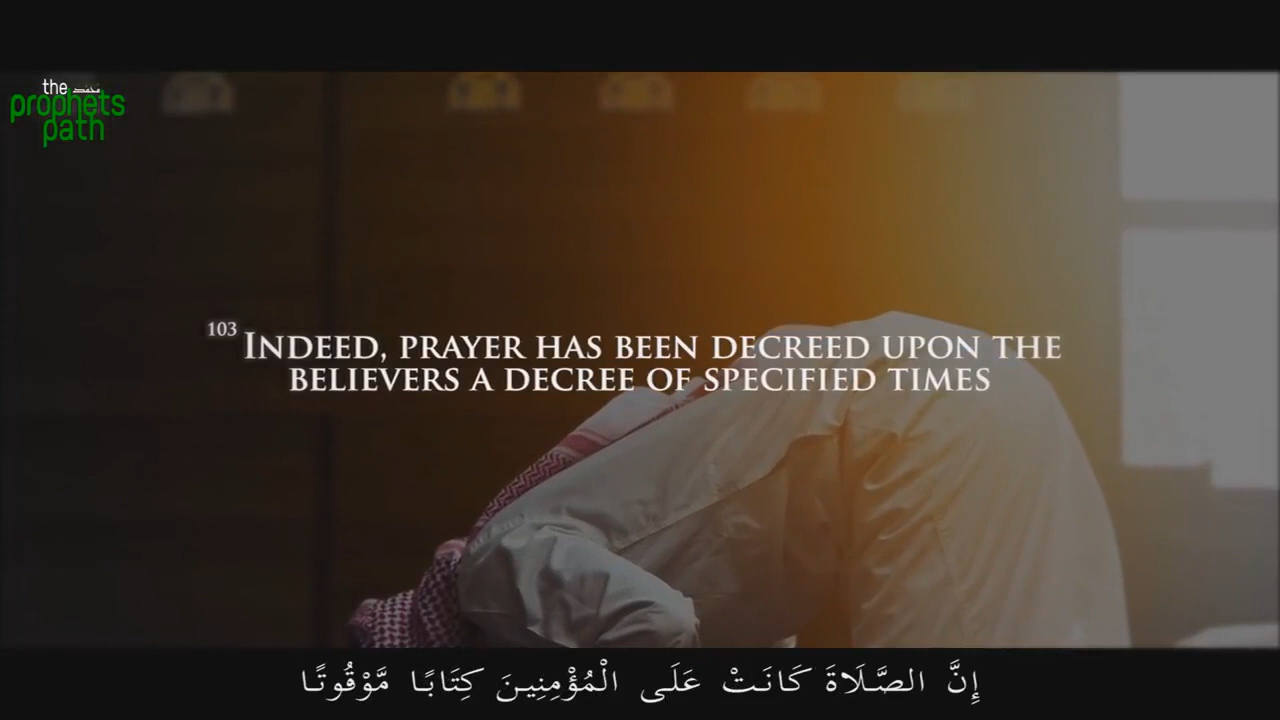 the محمد
prophets
path
103 INDEED, PRAYER HAS BEEN DECREED UPON THE
BELIEVERS A DECREE OF SPECIFIED TIMES
إِنَّ الصَّلَاةَ كَانَتْ عَلَى الْمُؤْمِنِينَ كِتَابًا مَّوْقُوتًا